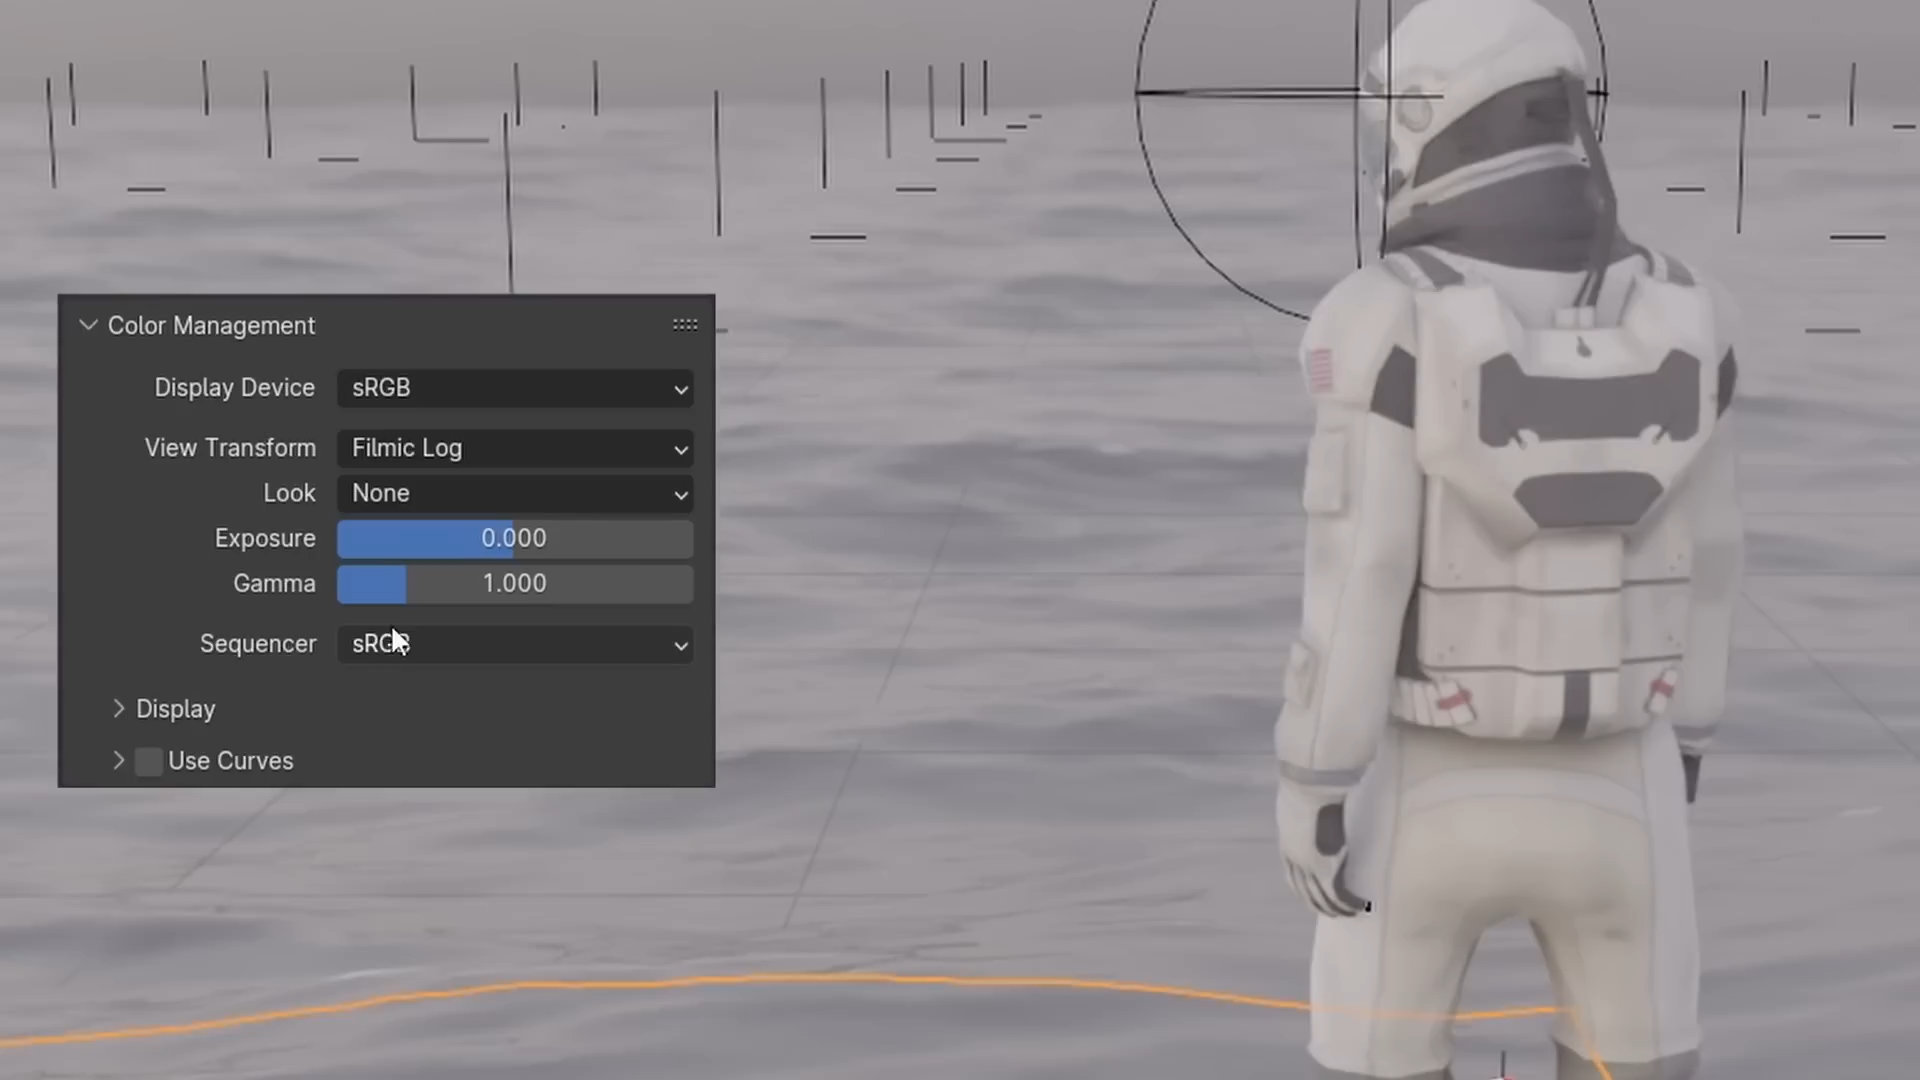 Color Management
Display Device sRGB
View Transform Filmic Log
Look None
Exposure 0.000
Gamma 1.000
Sequencer sRGB
Display
Use Curves